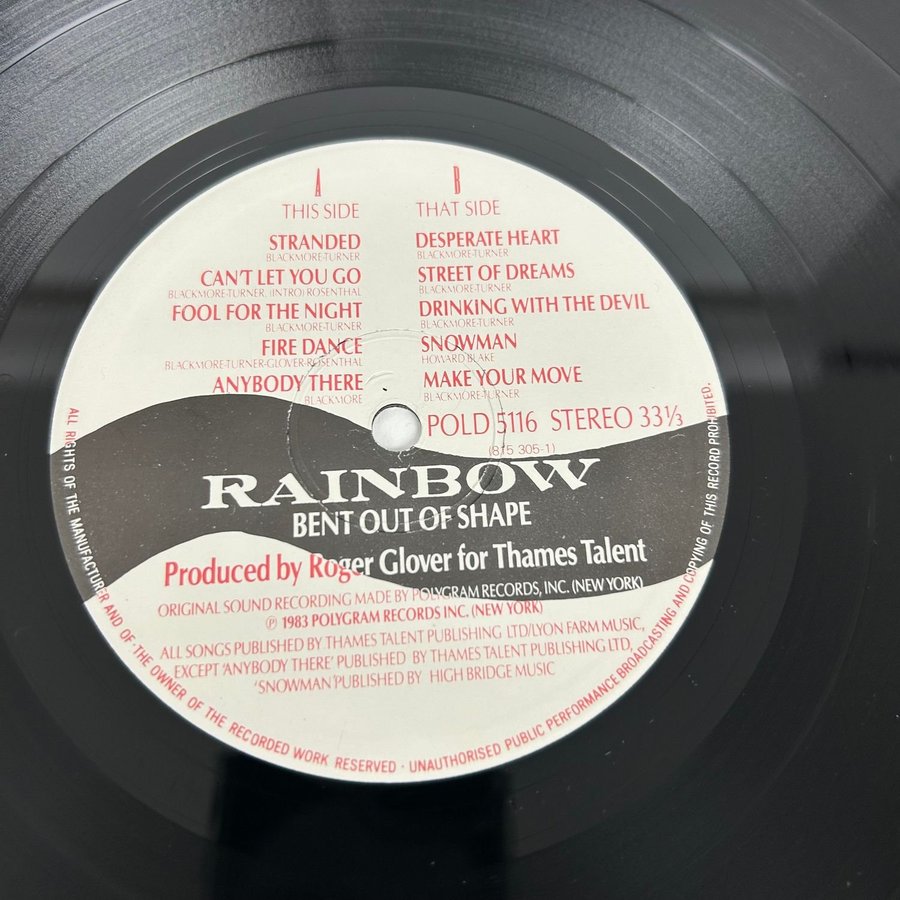 A
THIS SIDE
STRANDED
BLACKMORE-TURNER
CAN'T LET YOU GO
BLACKMORE-TURNER, (INTRO) ROSENTHAL
FOOL FOR THE NIGHT
BLACKMORE-TURNER
FIRE DANCE
BLACKMORE-TURNER-GLOVER-ROSENTHAL
ANYBODY THERE
BLACKMORE
B
THAT SIDE
DESPERATE HEART
BLACKMORE-TURNER
STREET OF DREAMS
BLACKMORE-TURNER
DRINKING WITH THE DEVIL
BLACKMORE-TURNER
SNOWMAN
HOWARD BLAKE
MAKE YOUR MOVE
BLACKMORE-TURNER
POLD 5116 STEREO 33⅓
(815 305-1)
RAINBOW
BENT OUT OF SHAPE
Produced by Roger Glover for Thames Talent
ORIGINAL SOUND RECORDING MADE BY POLYGRAM RECORDS, INC. (NEW YORK)
℗ 1983 POLYGRAM RECORDS INC. (NEW YORK)
ALL SONGS PUBLISHED BY THAMES TALENT PUBLISHING LTD/LYON FARM MUSIC,
EXCEPT 'ANYBODY THERE' PUBLISHED BY THAMES TALENT PUBLISHING LTD,
'SNOWMAN' PUBLISHED BY HIGH BRIDGE MUSIC
ALL RIGHTS OF THE MANUFACTURER AND OF THE OWNER OF THE RECORDED WORK RESERVED · UNAUTHORISED PUBLIC PERFORMANCE BROADCASTING AND COPYING OF THIS RECORD PROHIBITED.